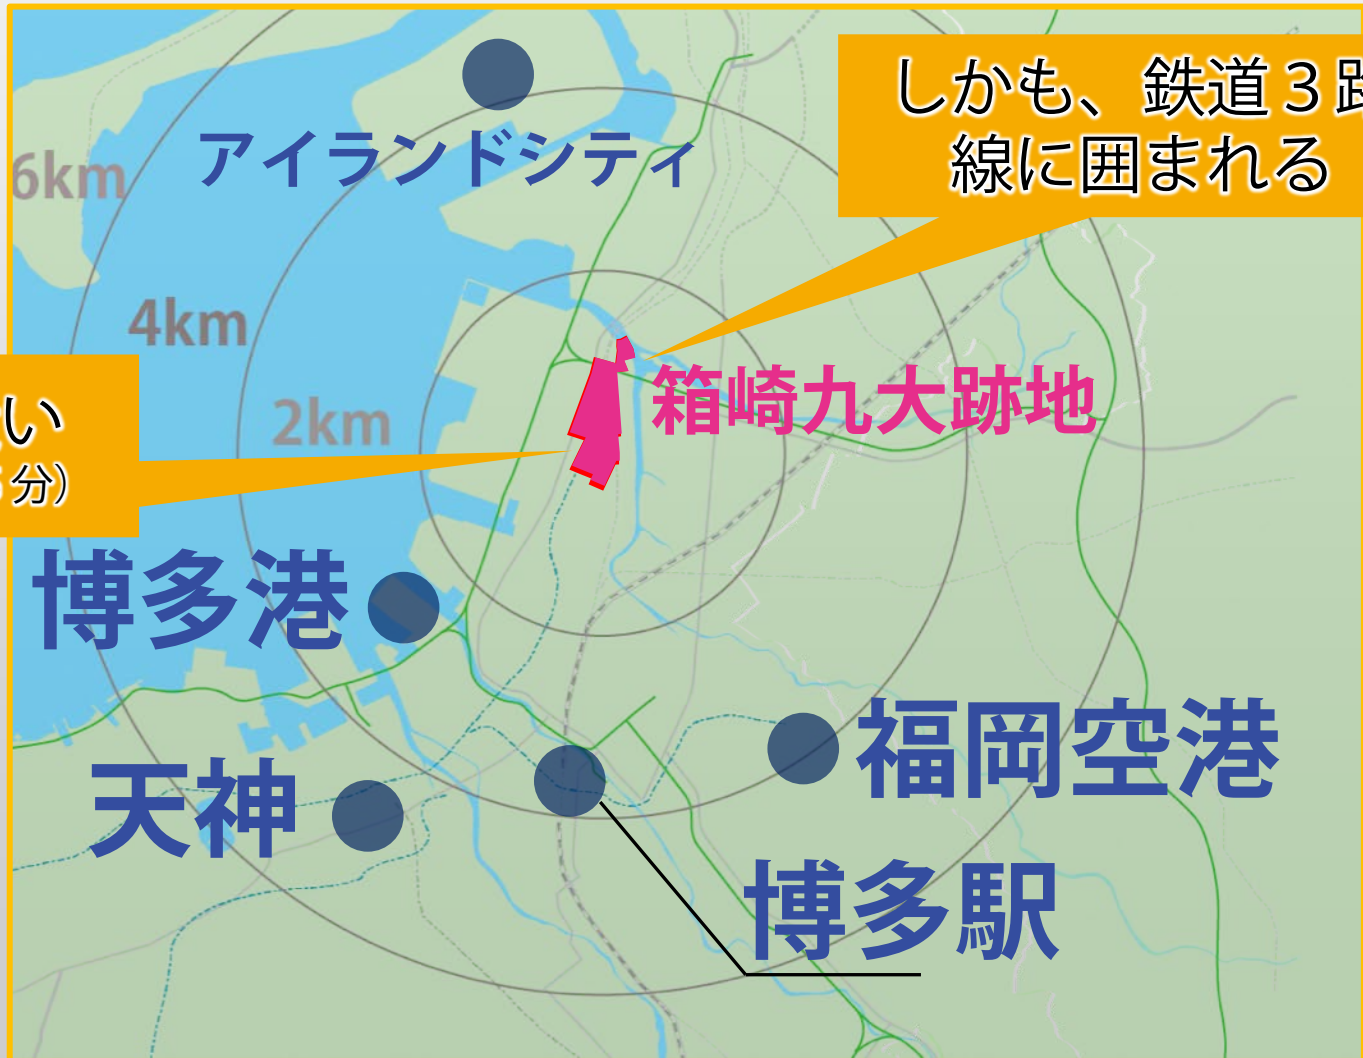 しかも、鉄道３路
線に囲まれる
アイランドシティ
6km
4km
2km
箱崎九大跡地
い
分）
博多港
福岡空港
天神
博多駅